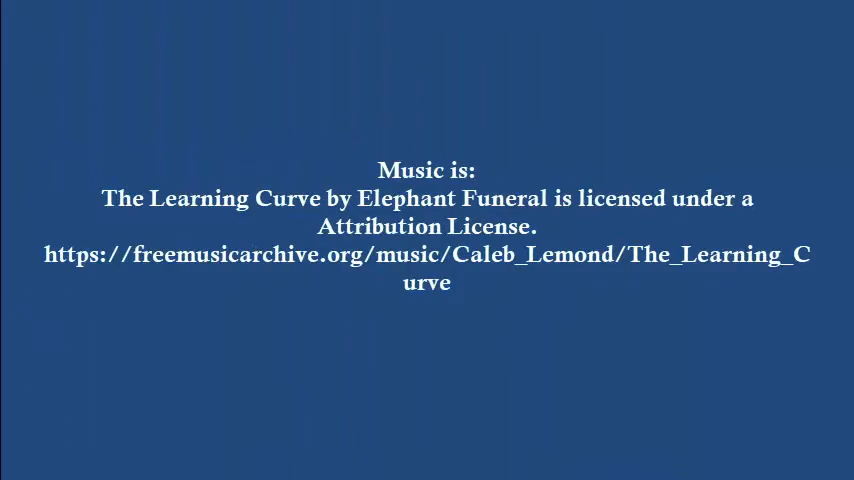 Music is:
The Learning Curve by Elephant Funeral is licensed under a
Attribution License.
https://freemusicarchive.org/music/Caleb_Lemond/The_Learning_C
urve